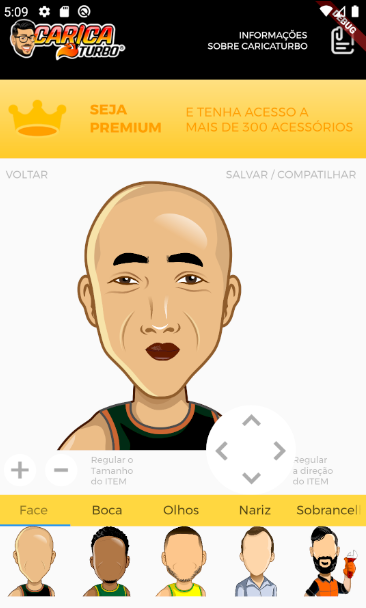 5:09
DEBUG
CARICA
TURBO
INFORMAÇÕES
SOBRE CARICATURBO
SEJA
PREMIUM
E TENHA ACESSO A
MAIS DE 300 ACESSÓRIOS
VOLTAR
SALVAR / COMPATILHAR
Regular o
Tamanho
do ITEM
Regular
a direção
do ITEM
Face
Boca
Olhos
Nariz
Sobrancel